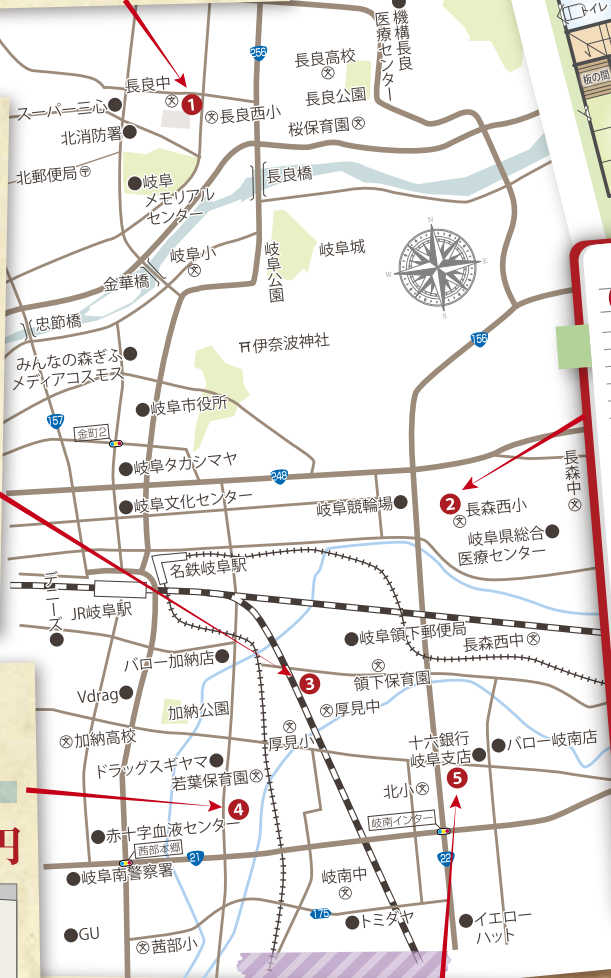 トイレ
板の間
機構長良
医療センター
256
長良高校
長良中
1
長良公園
スーパー三心
長良西小
桜保育園
北消防署
北郵便局
岐阜
メモリアル
センター
長良橋
岐阜小
岐阜公園
岐阜城
N
W
E
S
金華橋
忠節橋
156
伊奈波神社
みんなの森ぎふ
メディアコスモス
岐阜市役所
157
金町2
岐阜タカシマヤ
248
長森中
岐阜文化センター
岐阜競輪場
2
長森西小
岐阜県総合
医療センター
名鉄岐阜駅
デニーズ
JR岐阜駅
岐阜領下郵便局
長森西中
バロー加納店
3
領下保育園
Vdrag
加納公園
厚見中
厚見小
加納高校
十六銀行
岐阜支店
バロー岐南店
ドラッグスギヤマ
若葉保育園
5
北小
4
岐南インター
赤十字血液センター
円
西部本郷
21
22
岐阜南警察署
岐南中
175
トミダヤ
イエロー
ハット
GU
茜部小